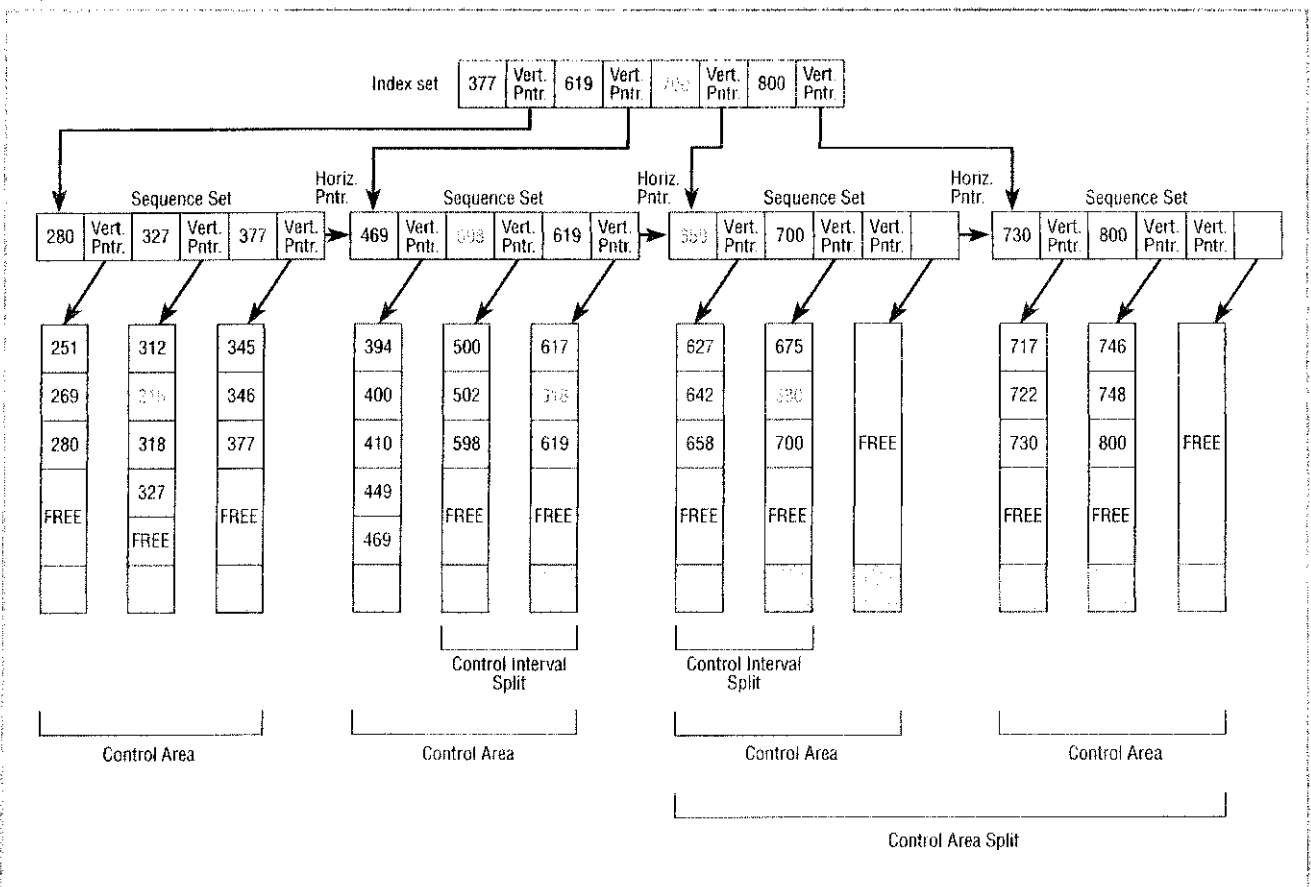 Index set 377 Vert. Pntr. 619 Vert. Pntr. 700 Vert. Pntr. 800 Vert. Pntr.
Sequence Set
Horiz. Pntr.
Sequence Set
Horiz. Pntr.
Sequence Set
Horiz. Pntr.
Sequence Set
280 Vert. Pntr. 327 Vert. Pntr. 377 Vert. Pntr.
469 Vert. Pntr. 598 Vert. Pntr. 619 Vert. Pntr.
Vert. Pntr. 700 Vert. Pntr. Vert. Pntr.
730 Vert. Pntr. 800 Vert. Pntr. Vert. Pntr.
251 312 345 394 500 617 627 675 717 746
269 346 400 502 618 642 722 748
280 318 377 410 598 619 658 700 FREE 730 800 FREE
327 449
FREE FREE FREE FREE FREE FREE FREE FREE
FREE 469
Control Interval
Split
Control Interval
Split
Control Area
Control Area
Control Area
Control Area
Control Area Split